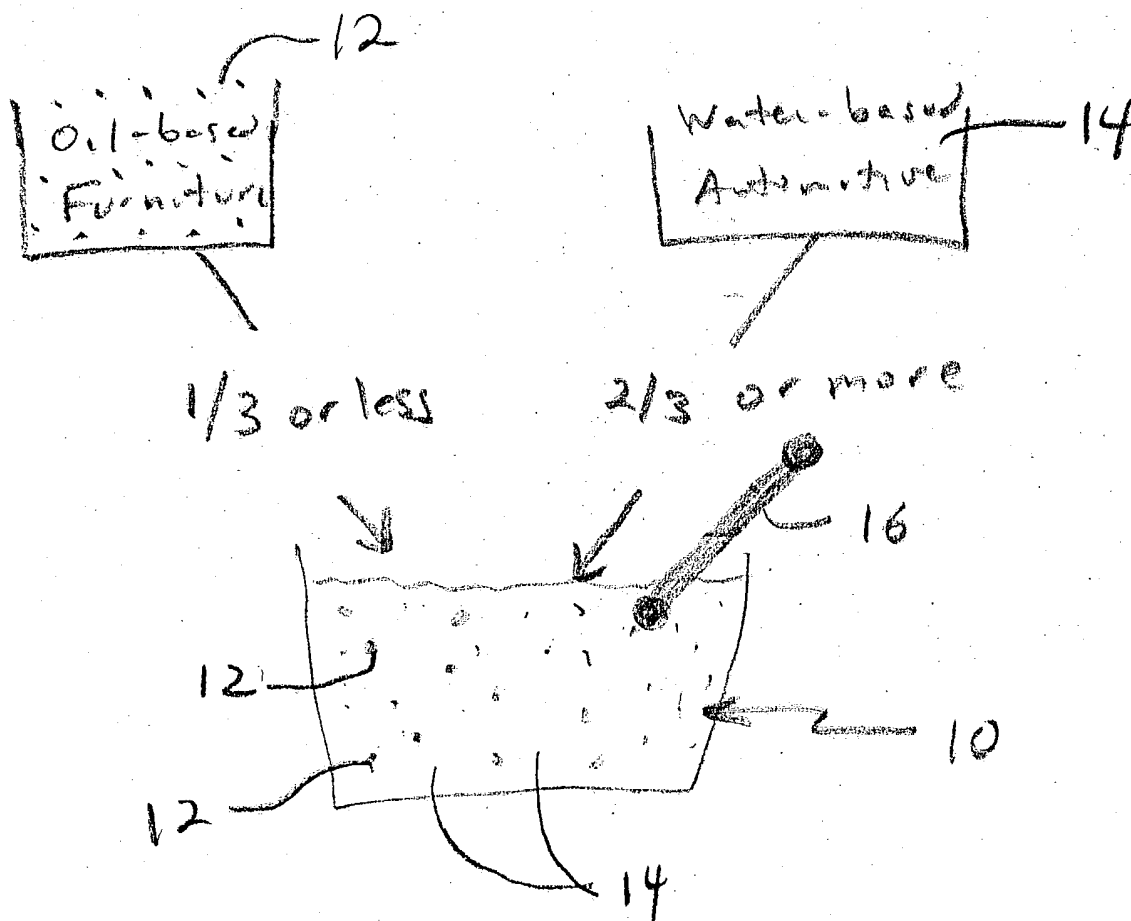 12
Oil-based
Furniture
Water-based
Automotive
14
1/3 or less
2/3 or more
16
12
10
12
14